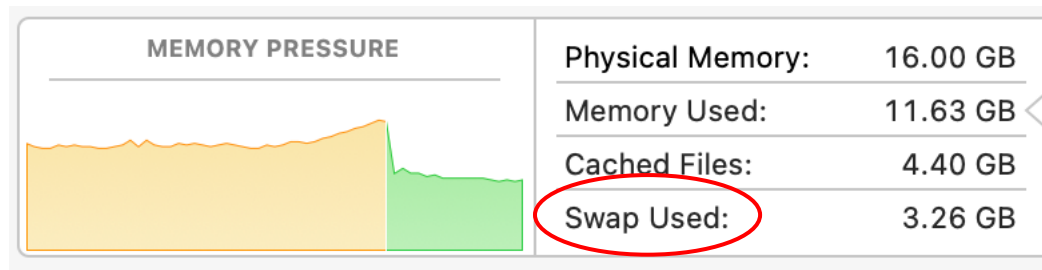 MEMORY PRESSURE
Physical Memory: 16.00 GB
Memory Used: 11.63 GB
Cached Files: 4.40 GB
Swap Used: 3.26 GB